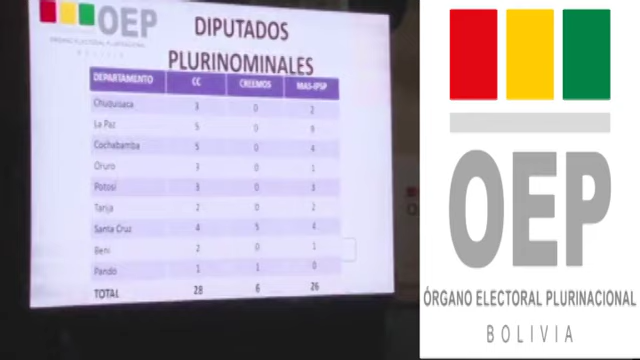 OEP
ÓRGANO ELECTORAL PLURINACIONAL
BOLIVIA
DIPUTADOS
PLURINOMINALES
DEPARTAMENTO CC CREEMOS MAS-IPSP
Chuquisaca 3 0 2
La Paz 5 0 9
Cochabamba 5 0 4
Oruro 3 0 1
Potosí 3 0 3
Tarija 2 0 2
Santa Cruz 4 5 4
Beni 2 0 1
Pando 1 1 0
TOTAL 28 6 26
OEP
ÓRGANO ELECTORAL PLURINACIONAL
BOLIVIA